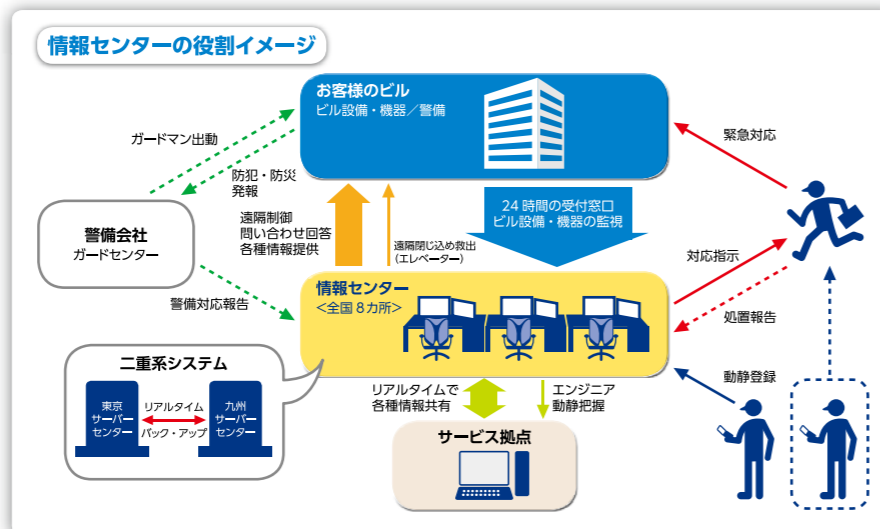 情報センターの役割イメージ
お客様のビル
ビル設備・機器／警備
ガードマン出動
緊急対応
防犯・防災
発報
24時間の受付窓口
ビル設備・機器の監視
遠隔制御
問い合わせ回答
各種情報提供
遠隔閉じ込め救出
(エレベーター)
警備会社
ガードセンター
対応指示
情報センター
<全国8カ所>
警備対応報告
処置報告
二重系システム
東京
サーバー
センター
リアルタイム
バック・アップ
九州
サーバー
センター
リアルタイムで
各種情報共有
エンジニア
動静把握
動静登録
サービス拠点